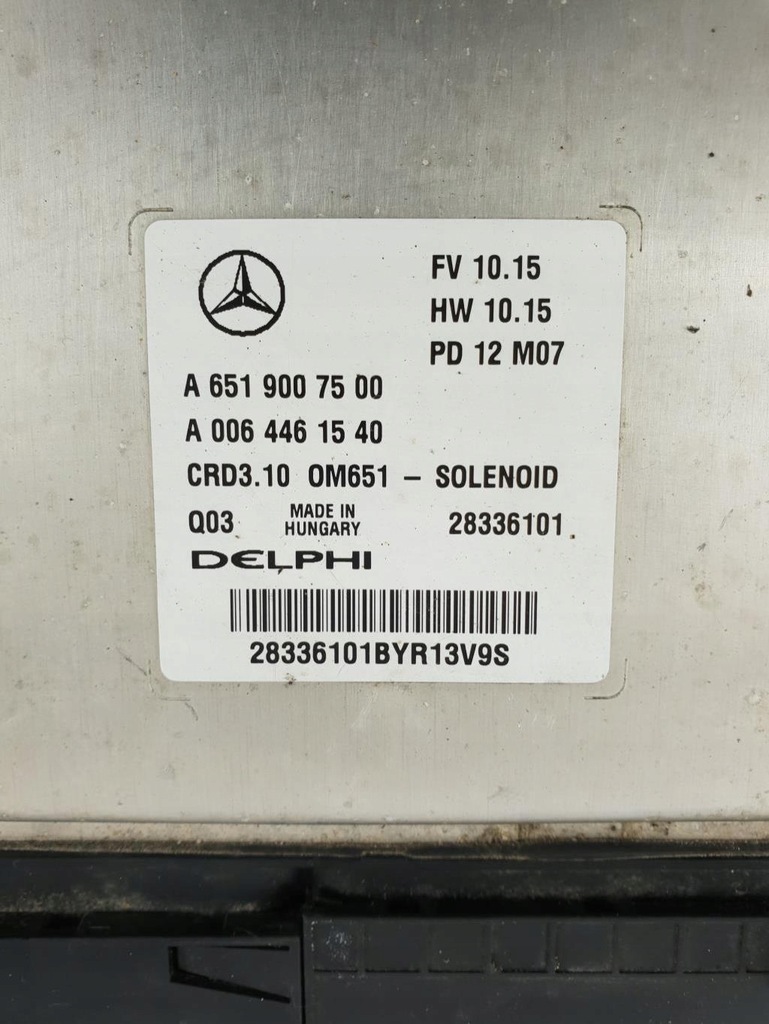 FV 10.15
HW 10.15
PD 12 M07
A 651 900 75 00
A 006 446 15 40
CRD3.10 OM651 – SOLENOID
Q03 MADE IN HUNGARY 28336101
DELPHI
28336101BYR13V9S